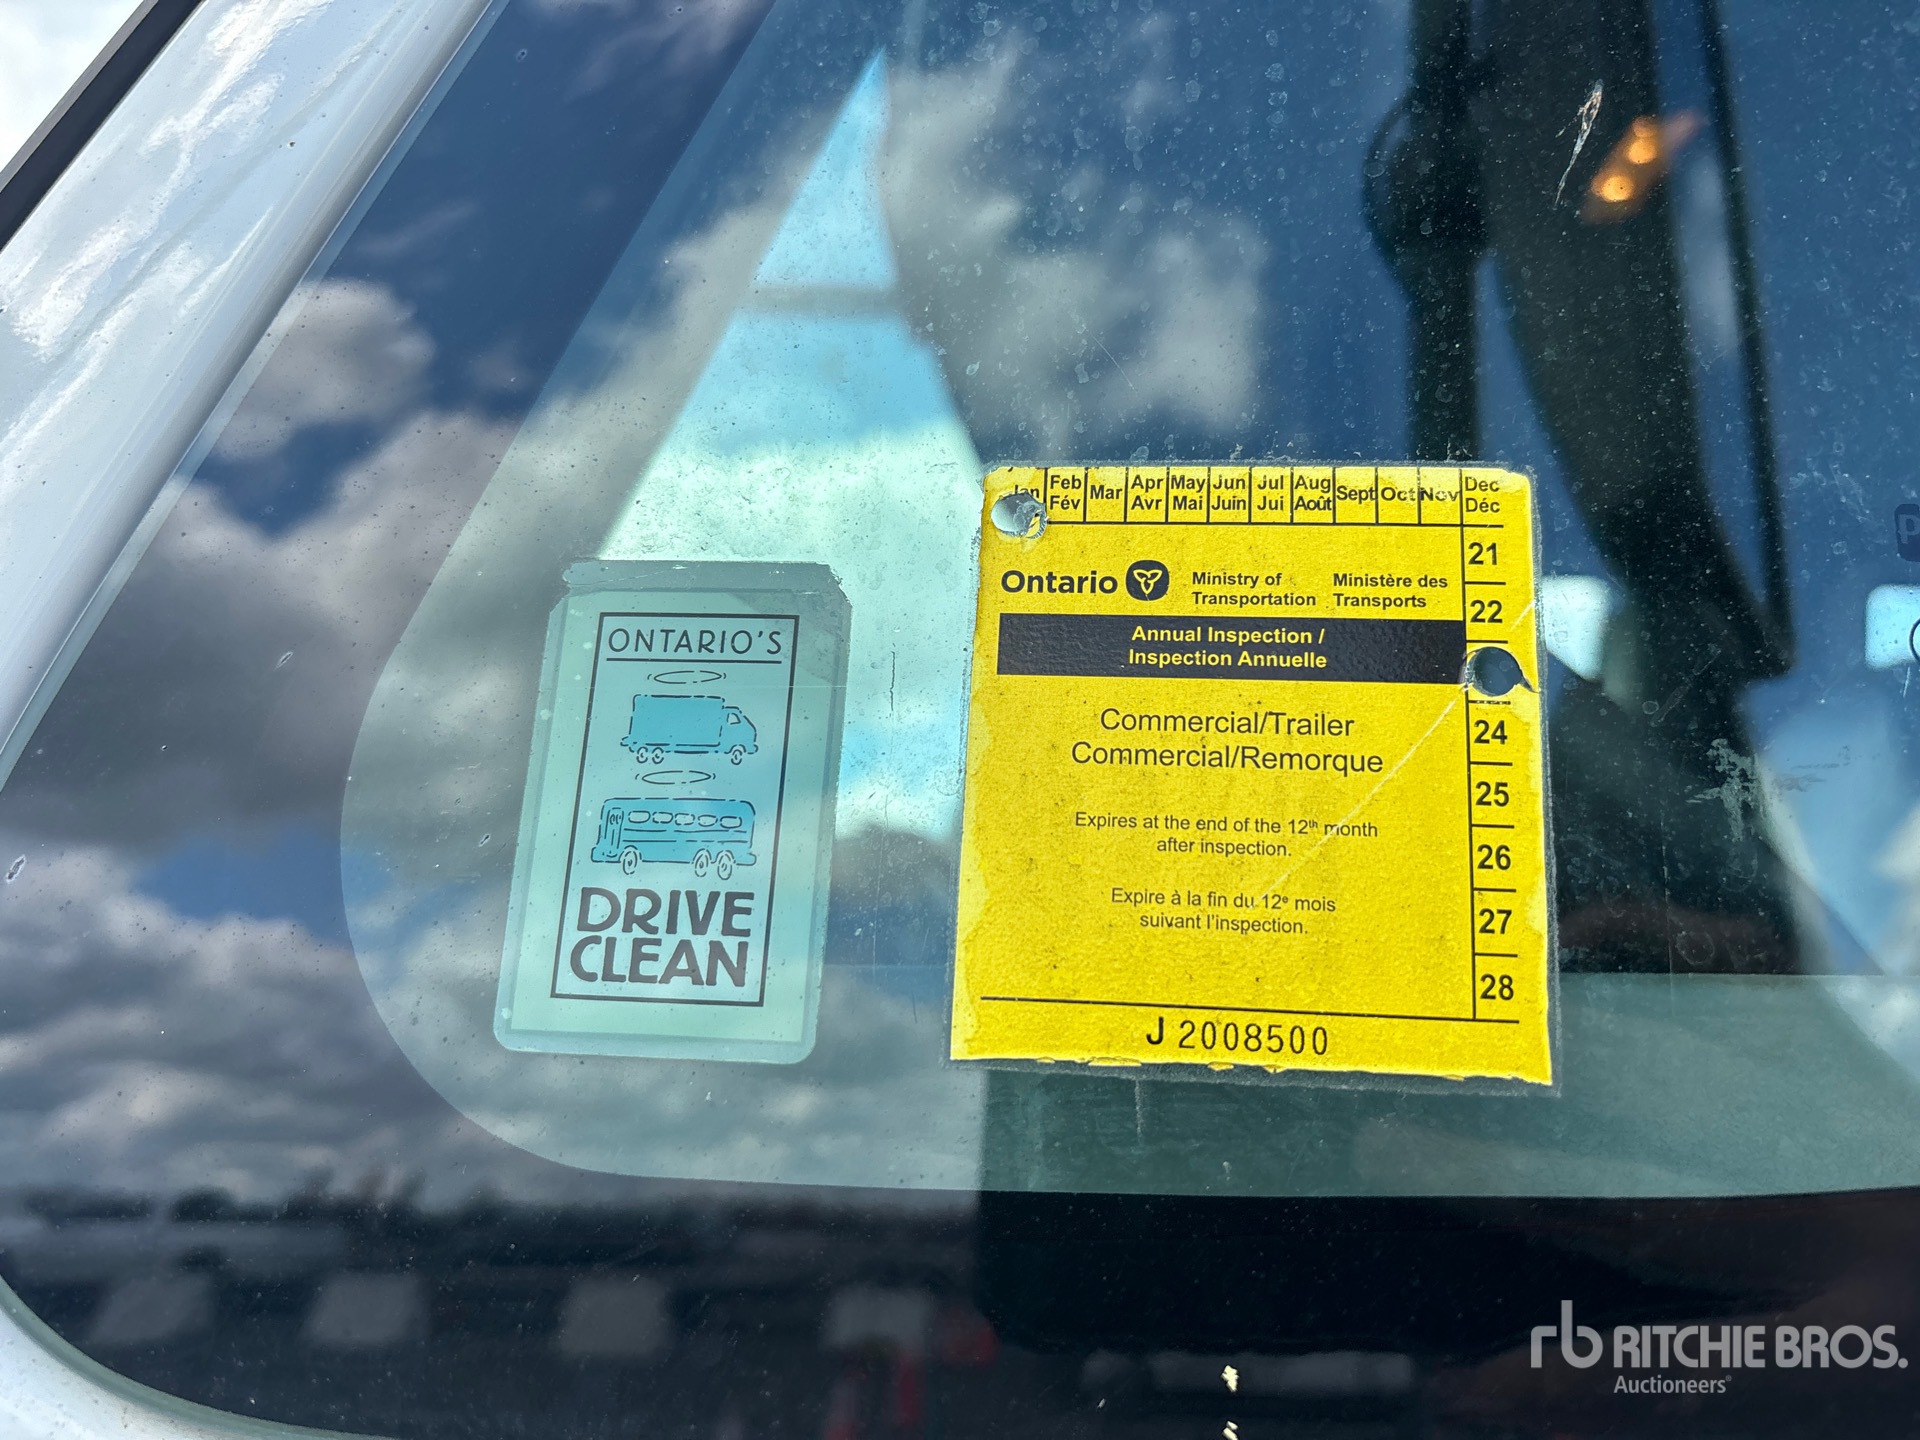 ONTARIO'S
DRIVE
CLEAN
Jan Feb Fév Mar Apr Avr May Mai Jun Juin Jul Jui Aug Août Sept Oct Nov Dec Déc
21
22
24
25
26
27
28
Ontario
Ministry of
Transportation
Ministère des
Transports
Annual Inspection /
Inspection Annuelle
Commercial/Trailer
Commercial/Remorque
Expires at the end of the 12th month
after inspection.
Expire à la fin du 12e mois
suivant l'inspection.
J 2008500
rb RITCHIE BROS.
Auctioneers®